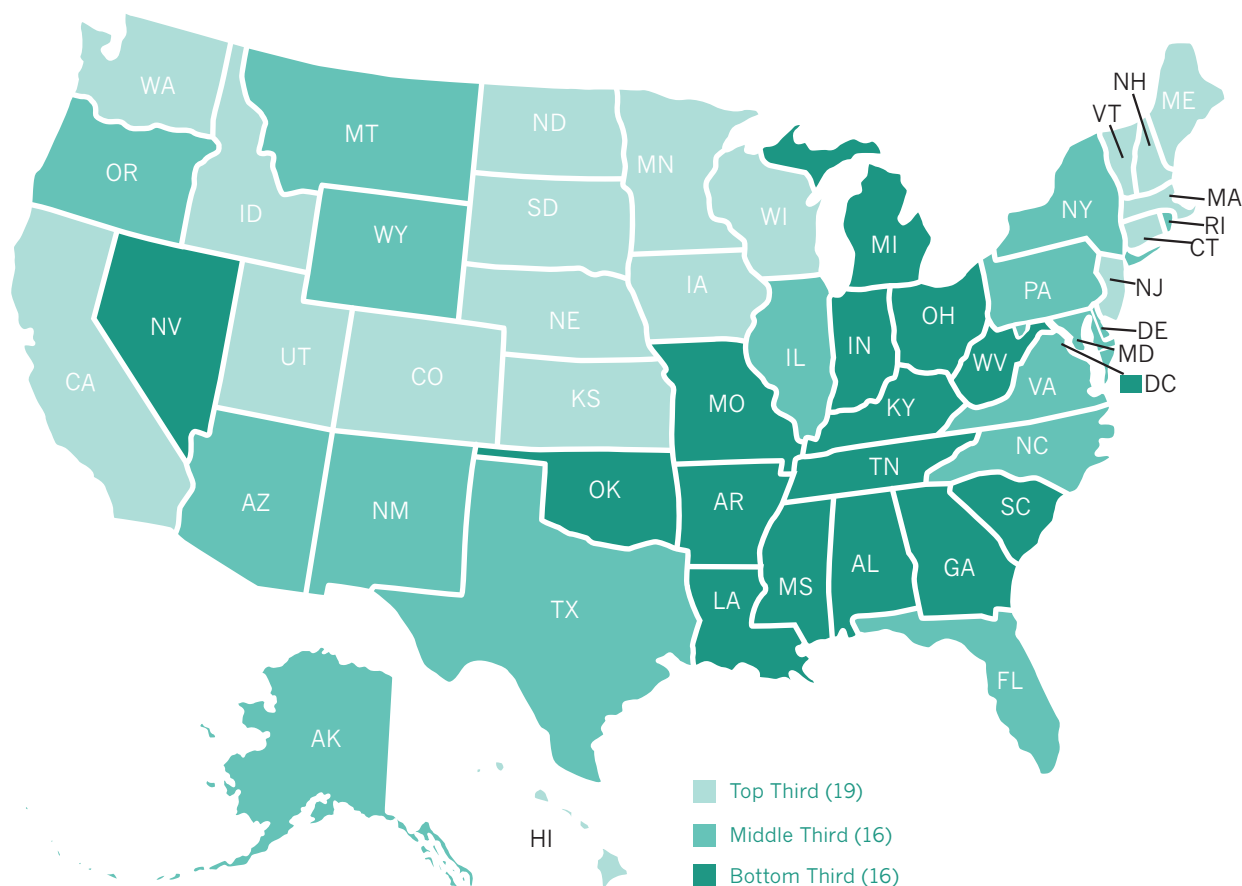 WA
MT
ND
MN
ME
NH
VT
OR
ID
SD
WI
NY
MA
RI
CT
WY
MI
IA
PA
NJ
NV
NE
OH
DE
UT
IL
IN
MD
CA
CO
KS
WV
VA
DC
MO
KY
NC
TN
AZ
NM
OK
AR
SC
TX
LA
MS
AL
GA
FL
AK
HI
Top Third (19)
Middle Third (16)
Bottom Third (16)